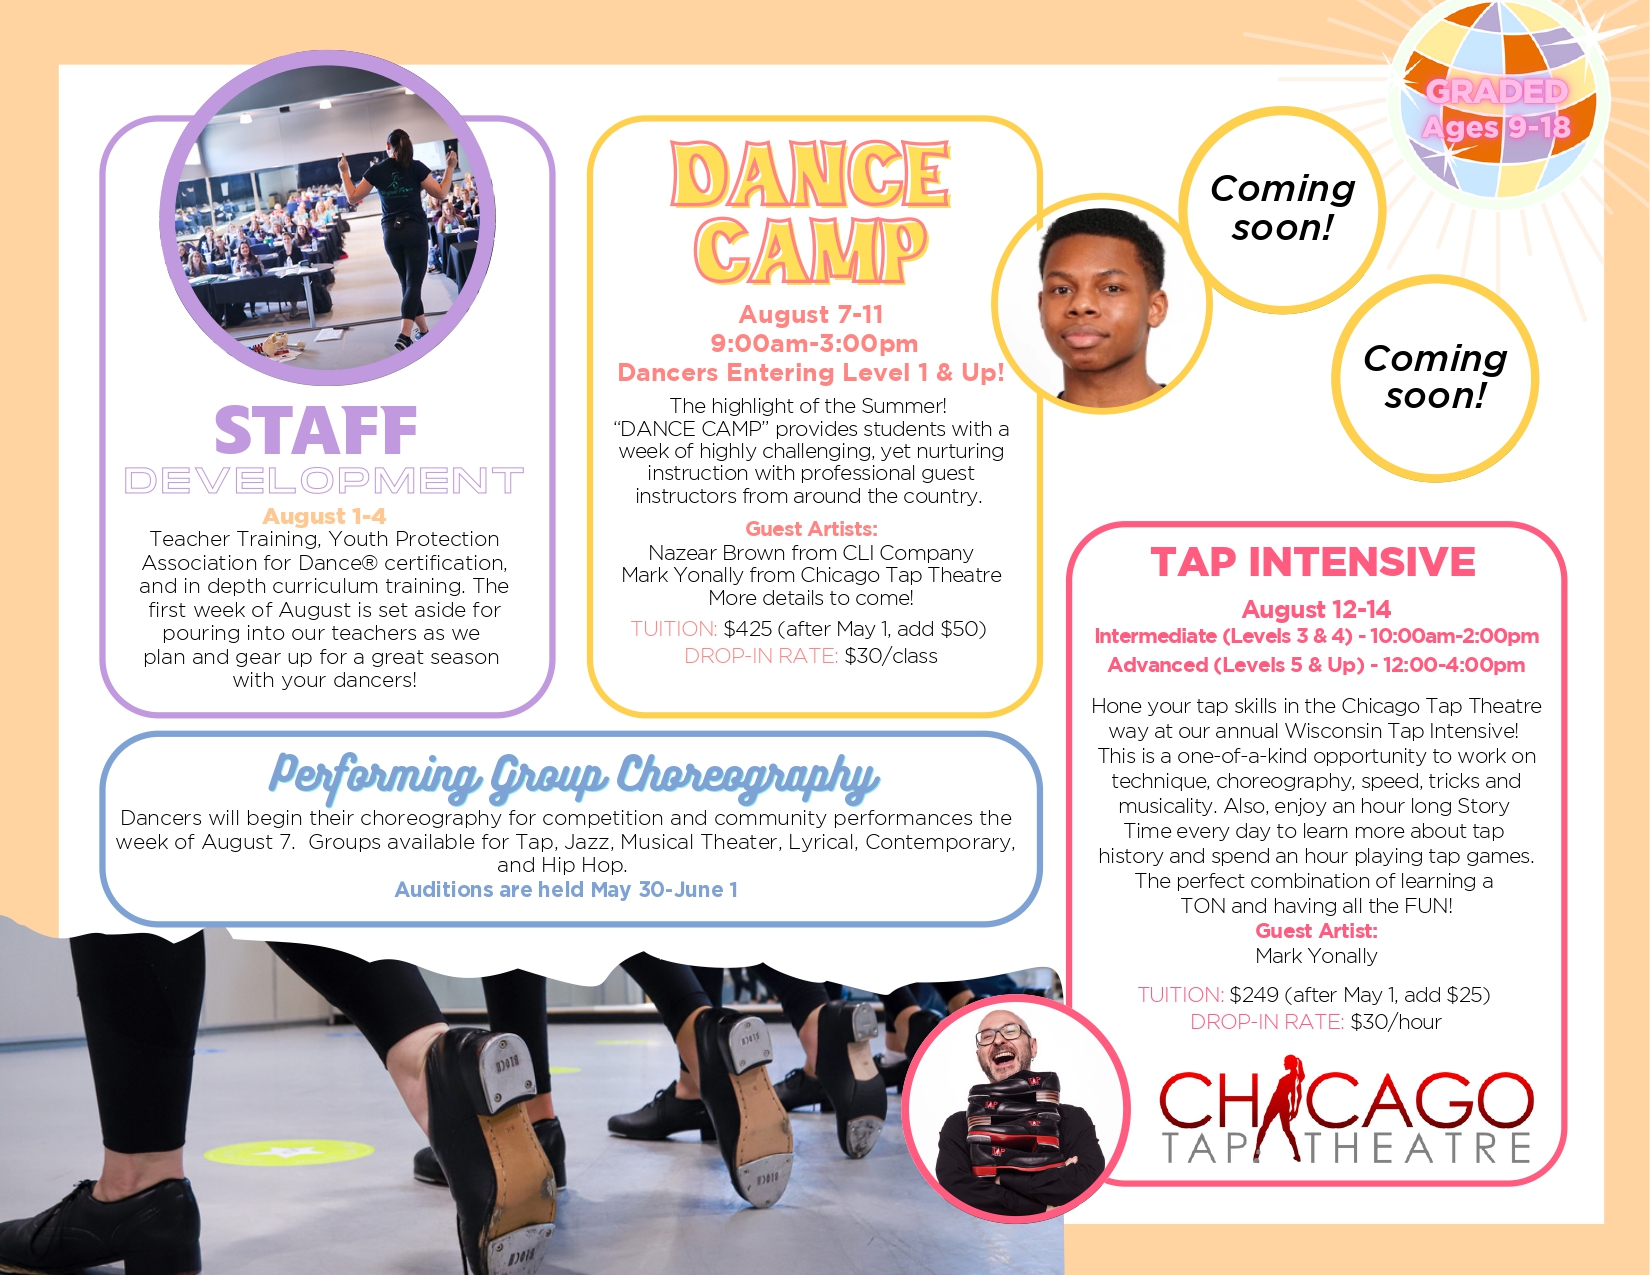 GRADED
Ages 9-18
STAFF
DEVELOPMENT
August 1-4
Teacher Training, Youth Protection
Association for Dance® certification,
and in depth curriculum training. The
first week of August is set aside for
pouring into our teachers as we
plan and gear up for a great season
with your dancers!
DANCE
CAMP
August 7-11
9:00am-3:00pm
Dancers Entering Level 1 & Up!
The highlight of the Summer!
“DANCE CAMP” provides students with a
week of highly challenging, yet nurturing
instruction with professional guest
instructors from around the country.
Guest Artists:
Nazear Brown from CLI Company
Mark Yonally from Chicago Tap Theatre
More details to come!
TUITION: $425 (after May 1, add $50)
DROP-IN RATE: $30/class
Coming
soon!
Coming
soon!
Performing Group Choreography
Dancers will begin their choreography for competition and community performances the
week of August 7.  Groups available for Tap, Jazz, Musical Theater, Lyrical, Contemporary,
and Hip Hop.
Auditions are held May 30-June 1
TAP INTENSIVE
August 12-14
Intermediate (Levels 3 & 4) - 10:00am-2:00pm
Advanced (Levels 5 & Up) - 12:00-4:00pm
Hone your tap skills in the Chicago Tap Theatre
way at our annual Wisconsin Tap Intensive!
This is a one-of-a-kind opportunity to work on
technique, choreography, speed, tricks and
musicality. Also, enjoy an hour long Story
Time every day to learn more about tap
history and spend an hour playing tap games.
The perfect combination of learning a
TON and having all the FUN!
Guest Artist:
Mark Yonally
TUITION: $249 (after May 1, add $25)
DROP-IN RATE: $30/hour
CHICAGO
TAP THEATRE
BLOCH
BLOCH
BLOCH
BLOCH
TAP
TAP
TAP